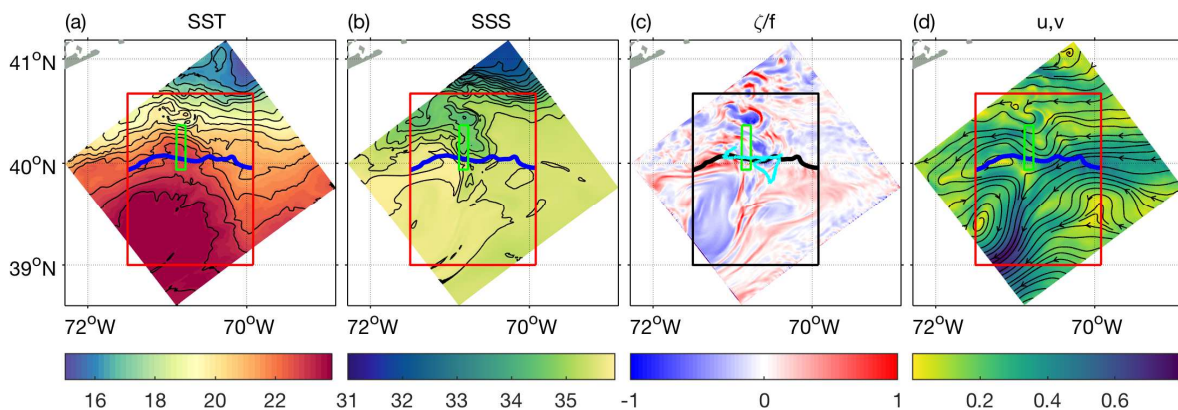 (a) SST (b) SSS (c) ζ/f (d) u,v
41°N
40°N
39°N
72°W 70°W 72°W 70°W 72°W 70°W 72°W 70°W
16 18 20 22 31 32 33 34 35 -1 0 1 0.2 0.4 0.6